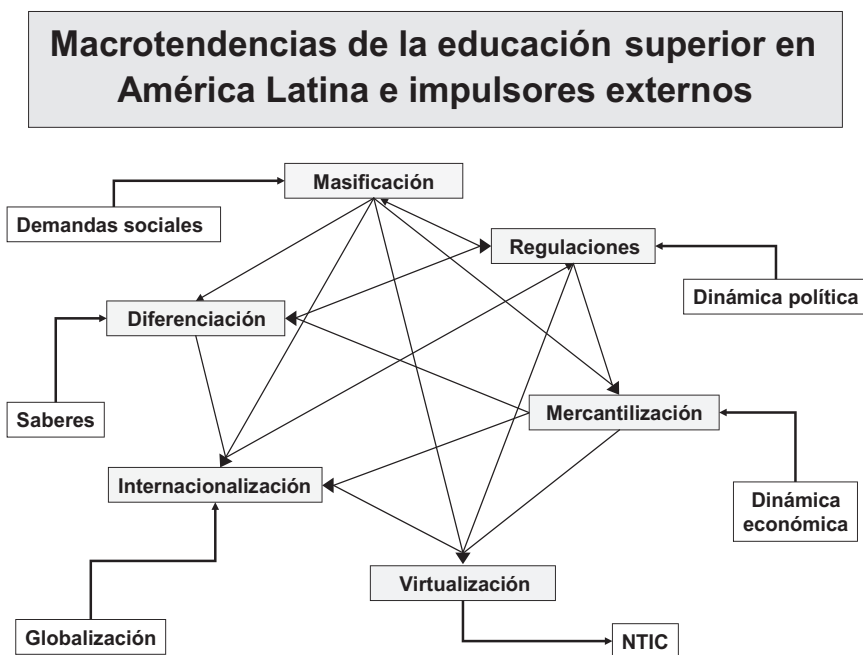 Macrotendencias de la educación superior en
América Latina e impulsores externos
Masificación
Demandas sociales
Regulaciones
Dinámica política
Diferenciación
Saberes
Mercantilización
Internacionalización
Dinámica
económica
Virtualización
Globalización
NTIC